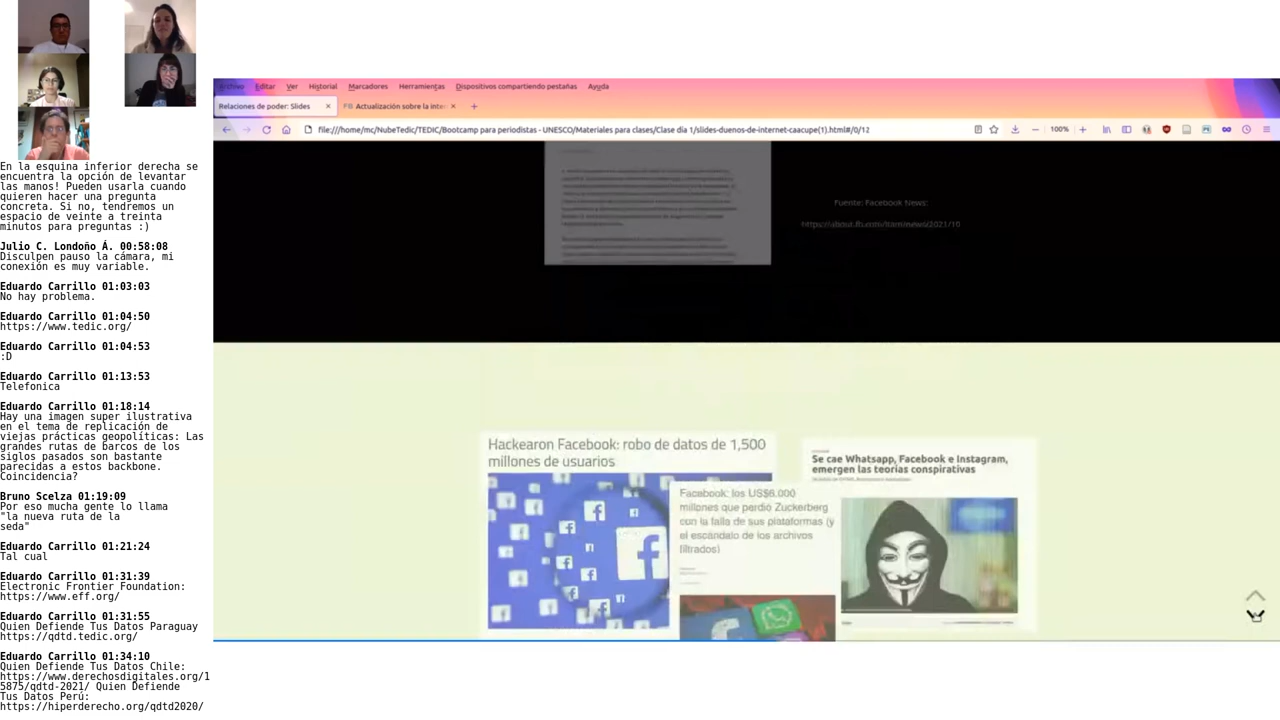 En la esquina inferior derecha se
encuentra la opción de levantar
las manos! Pueden usarla cuando
quieren hacer una pregunta
concreta. Si no, tendremos un
espacio de veinte a treinta
minutos para preguntas :)
Julio C. Londoño Á. 00:58:08
Disculpen pauso la cámara, mi
conexión es muy variable.
Eduardo Carrillo 01:03:03
No hay problema.
Eduardo Carrillo 01:04:50
https://www.tedic.org/
Eduardo Carrillo 01:04:53
:D
Eduardo Carrillo 01:13:53
Telefonica
Eduardo Carrillo 01:18:14
Hay una imagen super ilustrativa
en el tema de replicación de
viejas prácticas geopolíticas: Las
grandes rutas de barcos de los
siglos pasados son bastante
parecidas a estos backbone.
Coincidencia?
Bruno Scelza 01:19:09
Por eso mucha gente lo llama
"la nueva ruta de la
seda"
Eduardo Carrillo 01:21:24
Tal cual
Eduardo Carrillo 01:31:39
Electronic Frontier Foundation:
https://www.eff.org/
Eduardo Carrillo 01:31:55
Quien Defiende Tus Datos Paraguay
https://qdtd.tedic.org/
Eduardo Carrillo 01:34:10
Quien Defiende Tus Datos Chile:
https://www.derechosdigitales.org/1
5875/qdtd-2021/ Quien Defiende
Tus Datos Perú:
https://hiperderecho.org/qdtd2020/
Archivo Editar Ver Historial Marcadores Herramientas Dispositivos compartiendo pestañas Ayuda
Relaciones de poder: Slides
Actualización sobre la inte
file:///home/mc/NubeTedic/TEDIC/Bootcamp para periodistas - UNESCO/Materiales para clases/Clase día 1/slides-duenos-de-internet-caacupe(1).html#/0/12
100%
Fuente: Facebook News:
Hackearon Facebook: robo de datos de 1,500
millones de usuarios
Se cae Whatsapp, Facebook e Instagram,
emergen las teorías conspirativas
Facebook: los US$6.000
millones que perdió Zuckerberg
con la falla de sus plataformas (y
el escándalo de los archivos
filtrados)